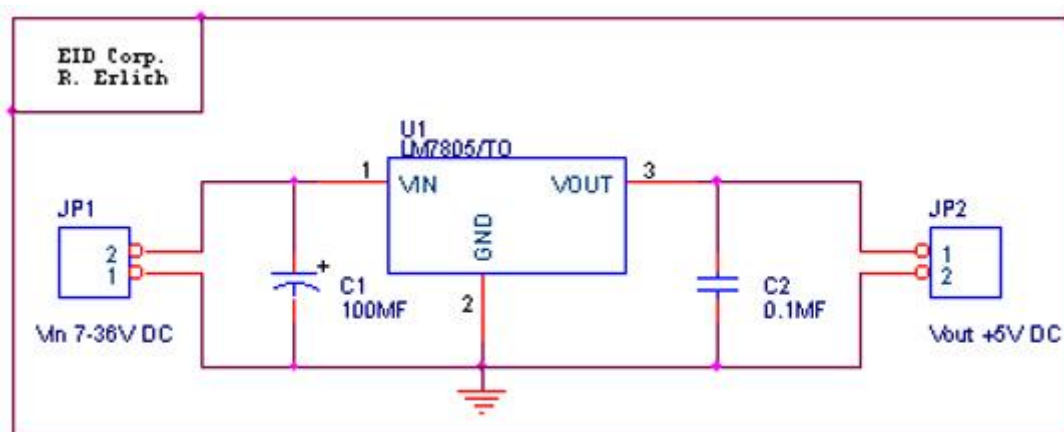 EID Corp.
R. Erlich
U1
LM7805/TO
1
VIN
VOUT
3
GND
2
JP1
2
1
Vin 7-36V DC
+
C1
100MF
C2
0.1MF
JP2
1
2
Vout +5V DC